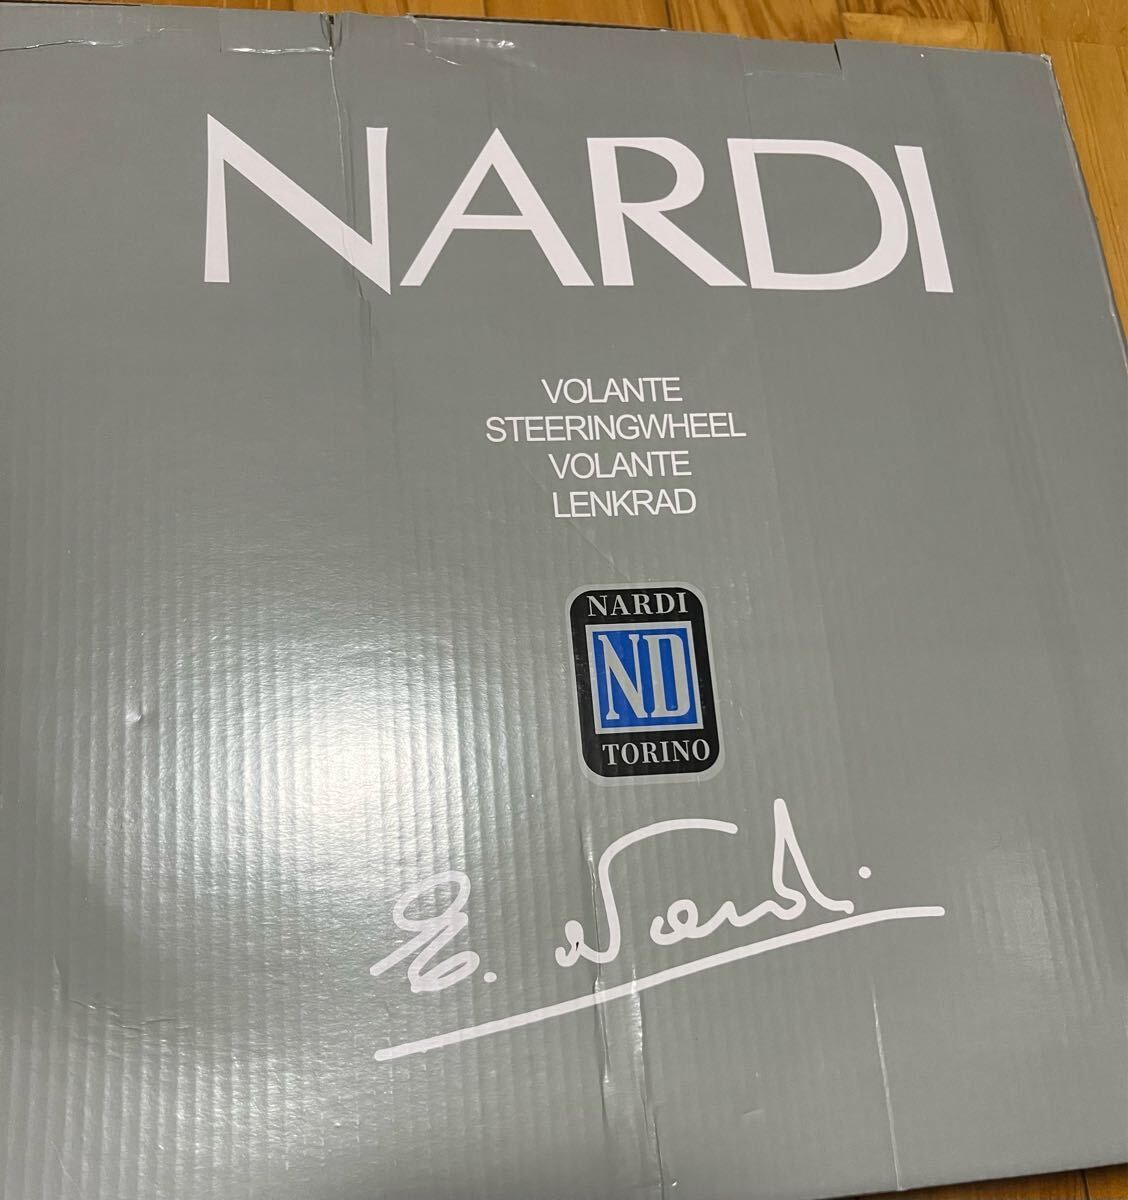 NARDI
VOLANTE
STEERINGWHEEL
VOLANTE
LENKRAD
NARDI
ND
TORINO
E. Nardi.